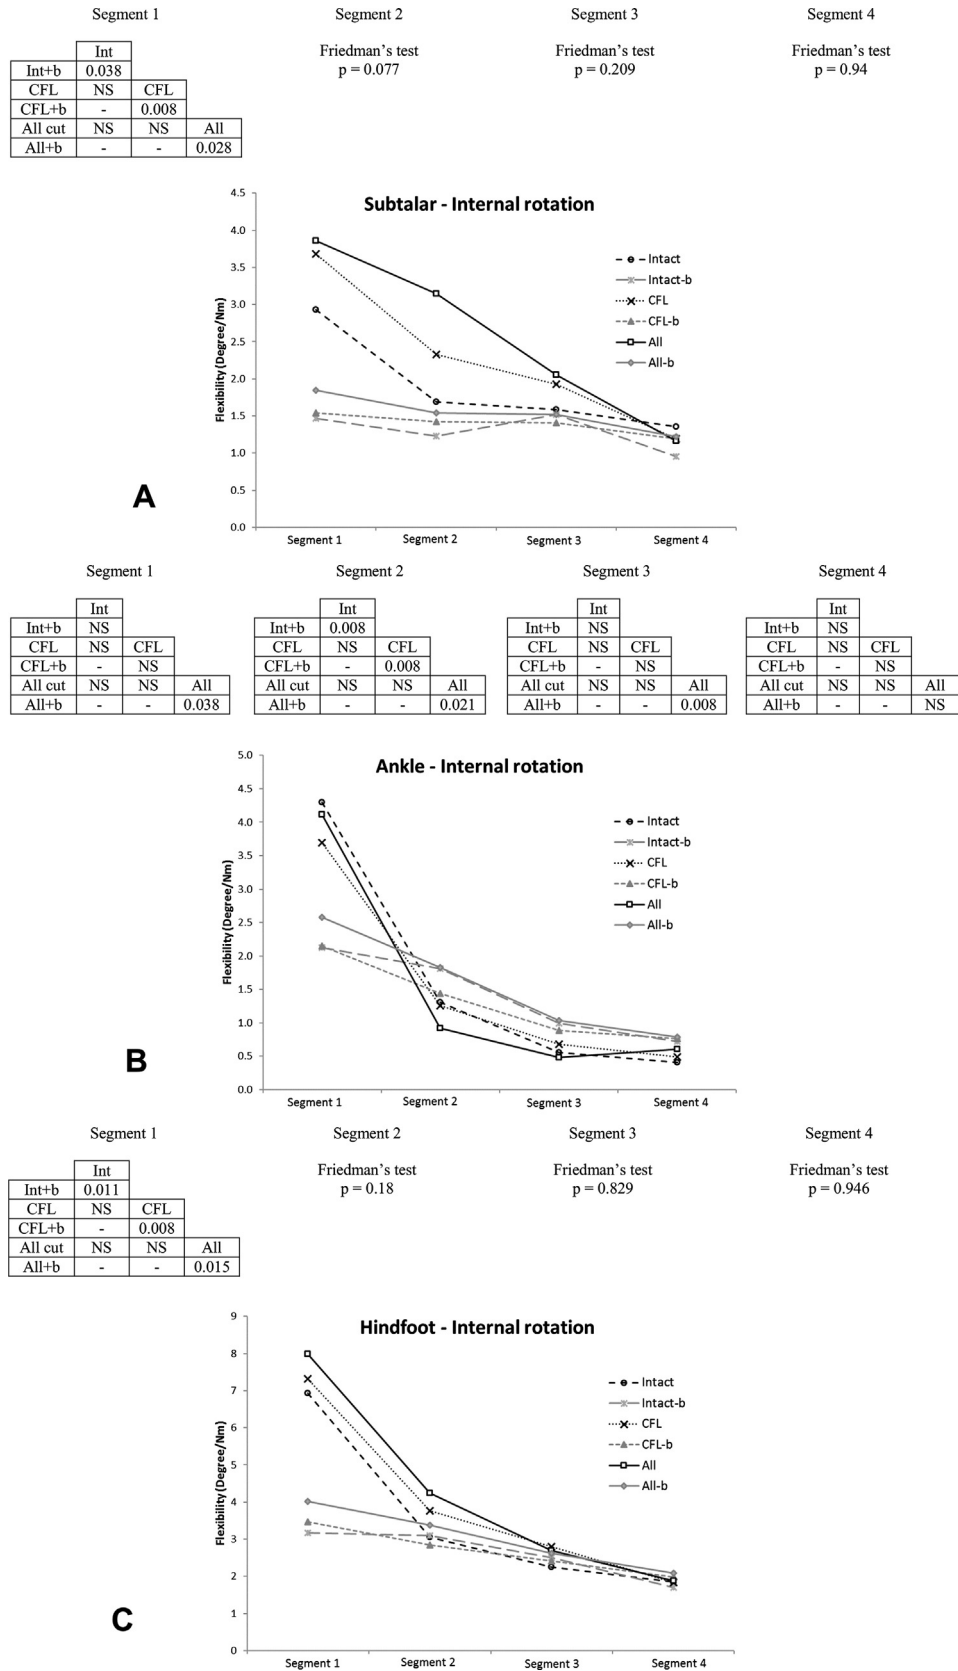 Segment 1 Segment 2 Segment 3 Segment 4
Int Friedman's test Friedman's test Friedman's test
Int+b 0.038 p = 0.077 p = 0.209 p = 0.94
CFL NS CFL
CFL+b - 0.008
All cut NS NS All
All+b - - 0.028
Subtalar - Internal rotation
Flexibility (Degree/Nm)
4.5
4.0
3.5
3.0
2.5
2.0
1.5
1.0
0.5
0.0
Intact
Intact-b
CFL
CFL-b
All
All-b
A
Segment 1 Segment 2 Segment 3 Segment 4
Segment 1 Segment 2 Segment 3 Segment 4
Int Int Int Int
Int+b NS Int+b 0.008 Int+b NS Int+b NS
CFL NS CFL CFL NS CFL CFL NS CFL CFL NS CFL
CFL+b - NS CFL+b - 0.008 CFL+b - NS CFL+b - NS
All cut NS NS All All cut NS NS All All cut NS NS All All cut NS NS All
All+b - - 0.038 All+b - - 0.021 All+b - - 0.008 All+b - - NS
Ankle - Internal rotation
Flexibility (Degree/Nm)
5.0
4.5
4.0
3.5
3.0
2.5
2.0
1.5
1.0
0.5
0.0
Intact
Intact-b
CFL
CFL-b
All
All-b
B
Segment 1 Segment 2 Segment 3 Segment 4
Segment 1 Segment 2 Segment 3 Segment 4
Int Friedman's test Friedman's test Friedman's test
Int+b 0.011 p = 0.18 p = 0.829 p = 0.946
CFL NS CFL
CFL+b - 0.008
All cut NS NS All
All+b - - 0.015
Hindfoot - Internal rotation
Flexibility (Degree/Nm)
9
8
7
6
5
4
3
2
1
0
Intact
Intact-b
CFL
CFL-b
All
All-b
C
Segment 1 Segment 2 Segment 3 Segment 4